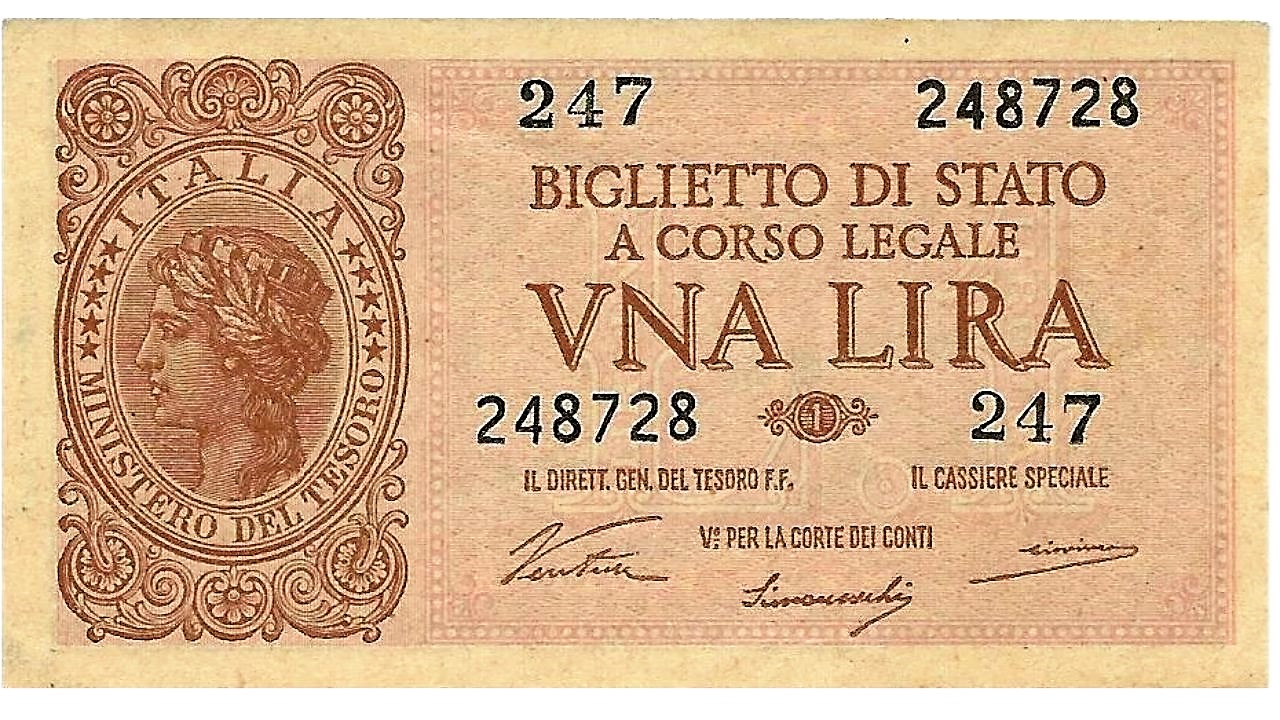 ITALIA
MINISTERO DEL TESORO
247 248728
BIGLIETTO DI STATO
A CORSO LEGALE
VNA LIRA
248728 1 247
IL DIRETT. GEN. DEL TESORO F.F. IL CASSIERE SPECIALE
V° PER LA CORTE DEI CONTI
Ventura